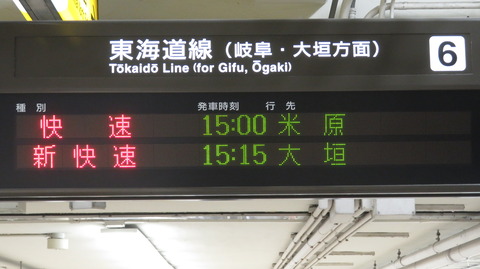 東海道線（岐阜・大垣方面） 6
Tōkaidō Line (for Gifu, Ōgaki)
種別 発車時刻 行先
快速 15:00 米原
新快速 15:15 大垣